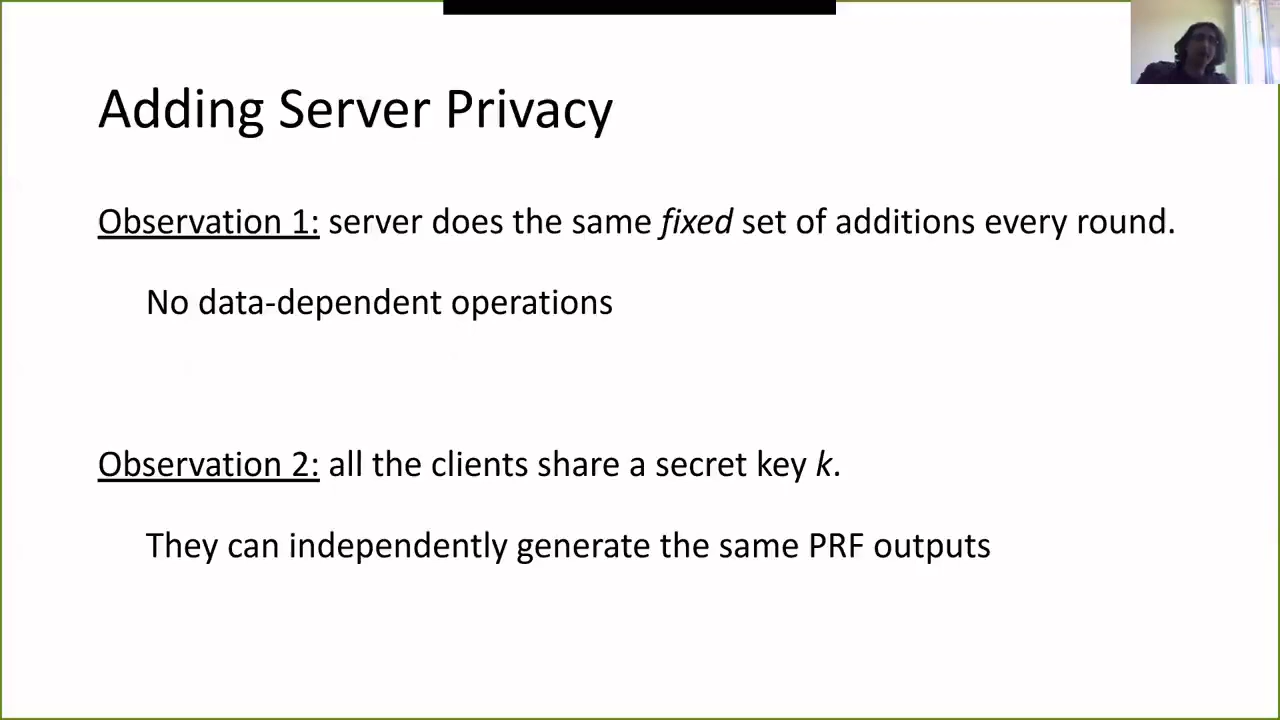 Adding Server Privacy
Observation 1: server does the same fixed set of additions every round.
No data-dependent operations
Observation 2: all the clients share a secret key k.
They can independently generate the same PRF outputs